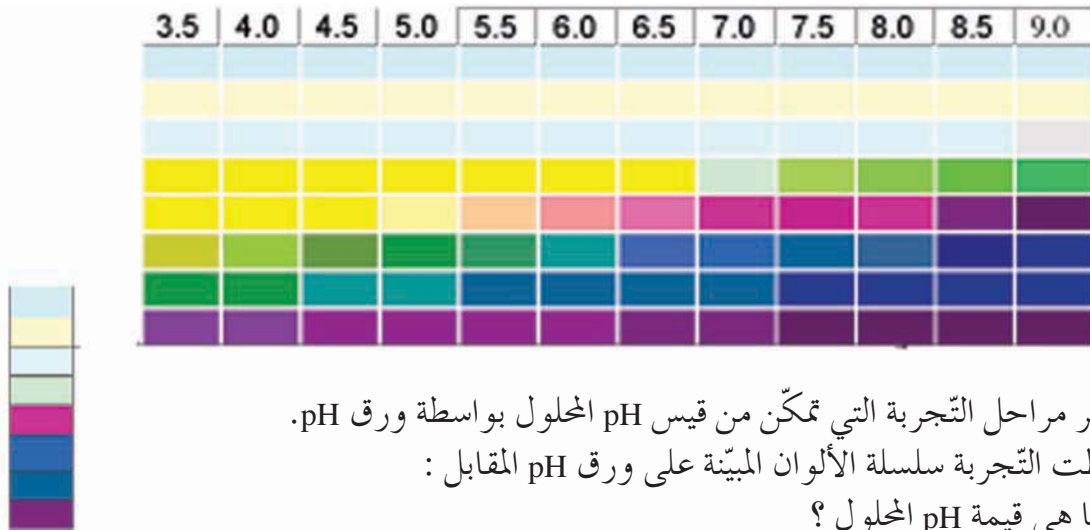 3.5 4.0 4.5 5.0 5.5 6.0 6.5 7.0 7.5 8.0 8.5 9.0
مراحل التّجربة التي تمكّن من قيس pH المحلول بواسطة ورق pH.
التّجربة سلسلة الألوان المبيّنة على ورق pH المقابل :
هي قيمة pH المحلول ؟